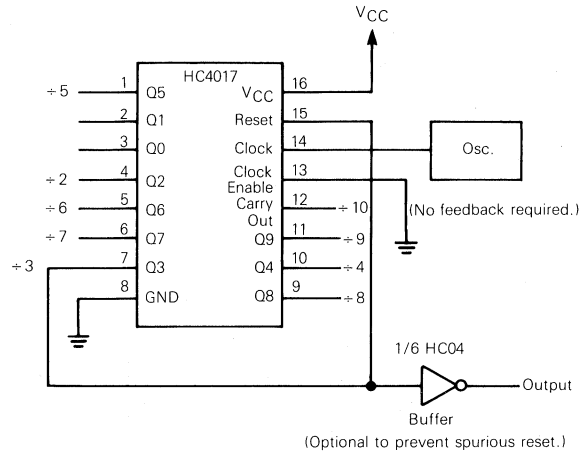 VCC
HC4017
÷5 1 Q5 VCC 16
2 Q1 Reset 15
3 Q0 Clock 14 Osc.
÷2 4 Q2 Clock Enable 13
÷6 5 Q6 Carry Out 12 ÷10 (No feedback required.)
÷7 6 Q7 Q9 11 ÷9
÷3 7 Q3 Q4 10 ÷4
8 GND Q8 9 ÷8
1/6 HC04
Output
Buffer
(Optional to prevent spurious reset.)